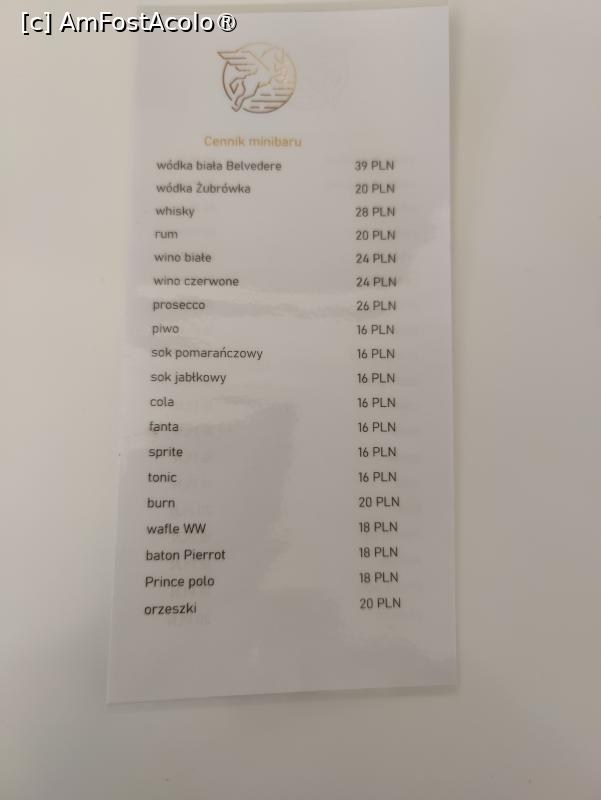 [c] AmFostAcolo®
Cennik minibaru
wódka biała Belvedere 39 PLN
wódka Żubrówka 20 PLN
whisky 28 PLN
rum 20 PLN
wino białe 24 PLN
wino czerwone 24 PLN
prosecco 26 PLN
piwo 16 PLN
sok pomarańczowy 16 PLN
sok jabłkowy 16 PLN
cola 16 PLN
fanta 16 PLN
sprite 16 PLN
tonic 16 PLN
burn 20 PLN
wafle WW 18 PLN
baton Pierrot 18 PLN
Prince polo 18 PLN
orzeszki 20 PLN